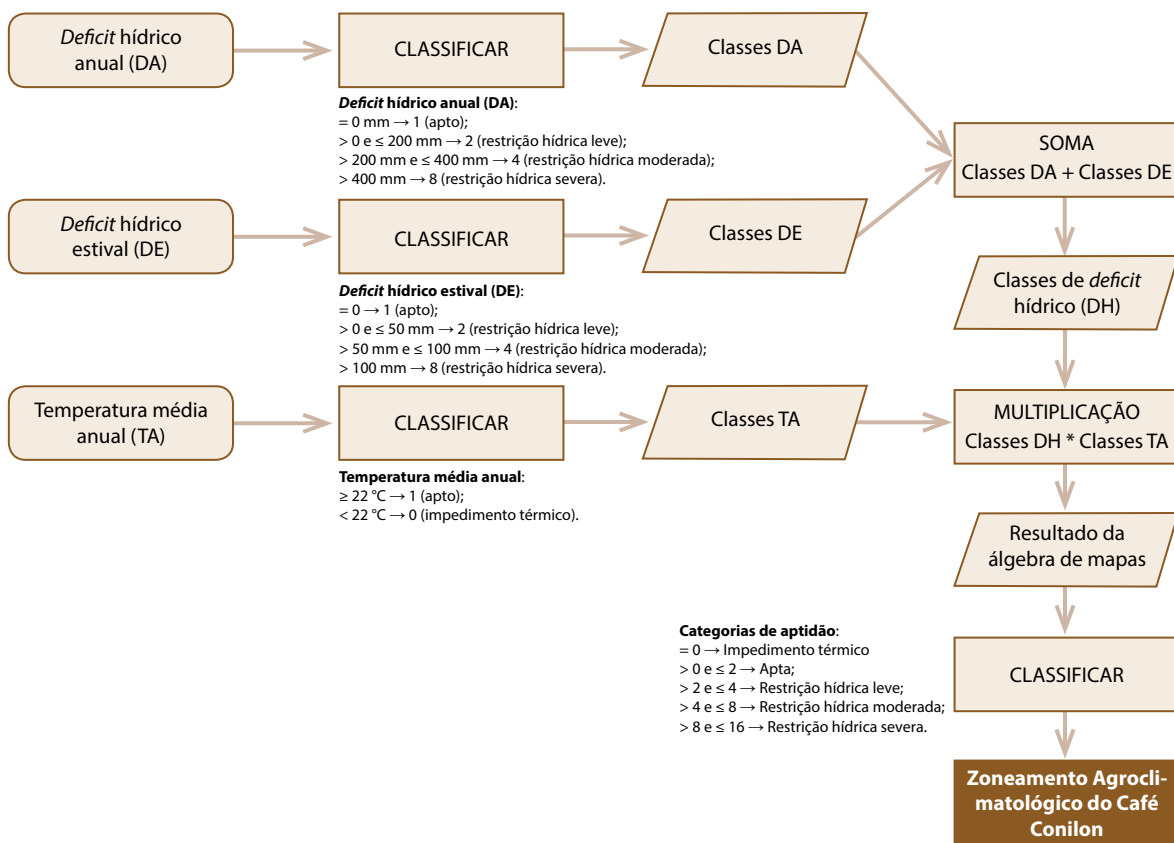 Deficit hídrico
anual (DA)
CLASSIFICAR
Classes DA
Deficit hídrico anual (DA):
= 0 mm → 1 (apto);
> 0 e ≤ 200 mm → 2 (restrição hídrica leve);
> 200 mm e ≤ 400 mm → 4 (restrição hídrica moderada);
> 400 mm → 8 (restrição hídrica severa).
SOMA
Classes DA + Classes DE
Deficit hídrico
estival (DE)
CLASSIFICAR
Classes DE
Deficit hídrico estival (DE):
= 0 → 1 (apto);
> 0 e ≤ 50 mm → 2 (restrição hídrica leve);
> 50 mm e ≤ 100 mm → 4 (restrição hídrica moderada);
> 100 mm → 8 (restrição hídrica severa).
Classes de deficit
hídrico (DH)
Temperatura média
anual (TA)
CLASSIFICAR
Classes TA
MULTIPLICAÇÃO
Classes DH * Classes TA
Temperatura média anual:
≥ 22 °C → 1 (apto);
< 22 °C → 0 (impedimento térmico).
Resultado da
álgebra de mapas
Categorias de aptidão:
= 0 → Impedimento térmico
> 0 e ≤ 2 → Apta;
> 2 e ≤ 4 → Restrição hídrica leve;
> 4 e ≤ 8 → Restrição hídrica moderada;
> 8 e ≤ 16 → Restrição hídrica severa.
CLASSIFICAR
Zoneamento Agrocli-
matológico do Café
Conilon